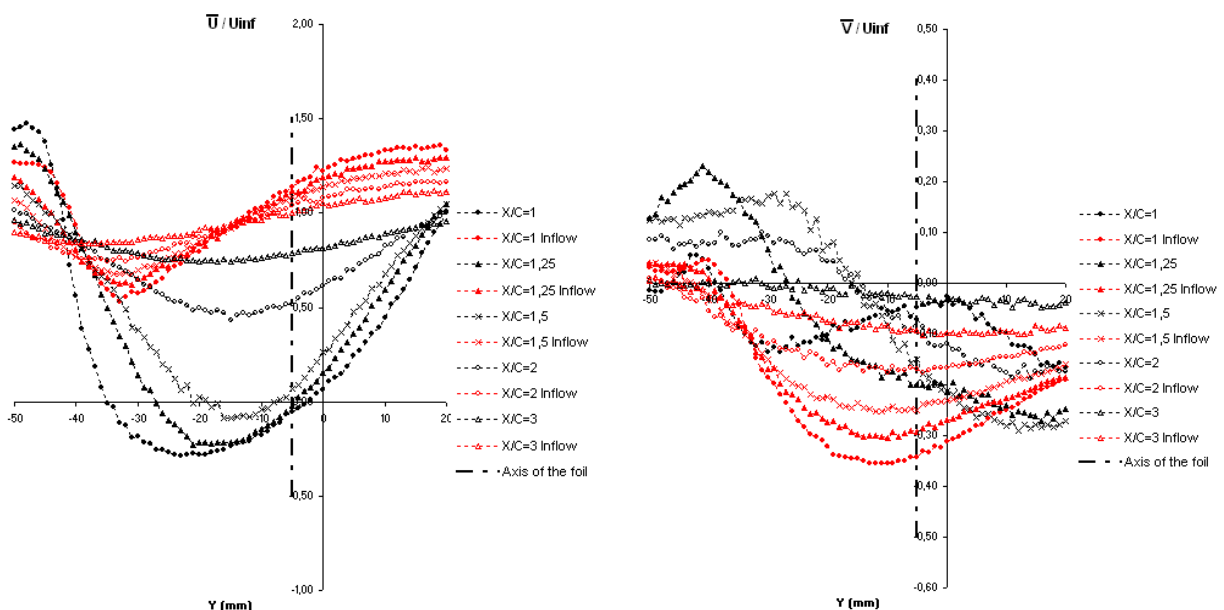 U / Uinf
2,00
1,50
1,00
0,50
0,00
-0,50
-1,00
-50
-40
-30
-20
-10
0
10
20
Y (mm)
X/C=1
X/C=1 Inflow
X/C=1,25
X/C=1,25 Inflow
X/C=1,5
X/C=1,5 Inflow
X/C=2
X/C=2 Inflow
X/C=3
X/C=3 Inflow
Axis of the foil
V / Uinf
0,50
0,40
0,30
0,20
0,10
0,00
0,30
0,40
0,50
-0,60
-50
-40
-30
-20
-10
0
10
20
Y (mm)
X/C=1
X/C=1 Inflow
X/C=1,25
X/C=1,25 Inflow
X/C=1,5
X/C=1,5 Inflow
X/C=2
X/C=2 Inflow
X/C=3
X/C=3 Inflow
Axis of the foil